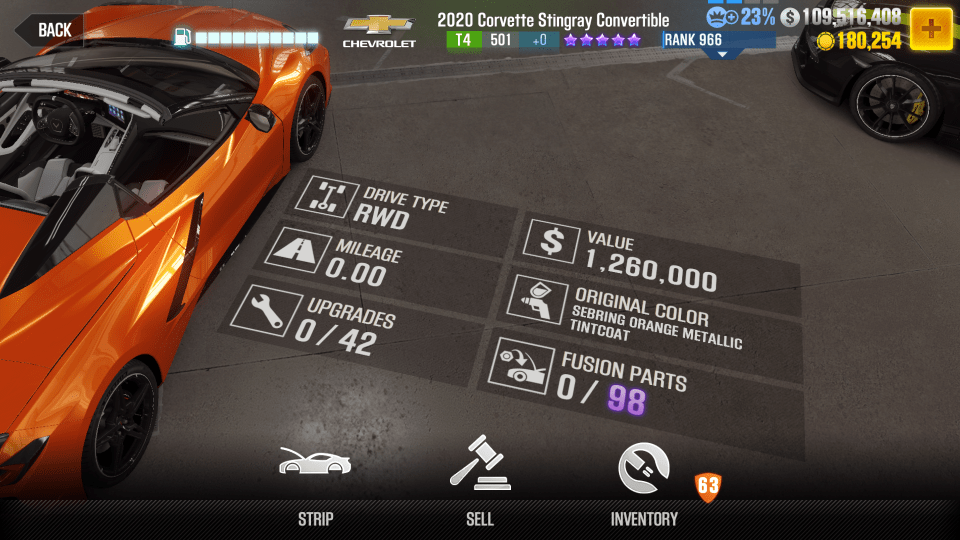 BACK
CHEVROLET
2020 Corvette Stingray Convertible
T4 501 +0
RANK 966
23%
$ 109,516,408
180,254
DRIVE TYPE
RWD
MILEAGE
0.00
UPGRADES
0 / 42
$ VALUE
1,260,000
ORIGINAL COLOR
SEBRING ORANGE METALLIC
TINTCOAT
FUSION PARTS
0 / 98
STRIP
SELL
INVENTORY
63